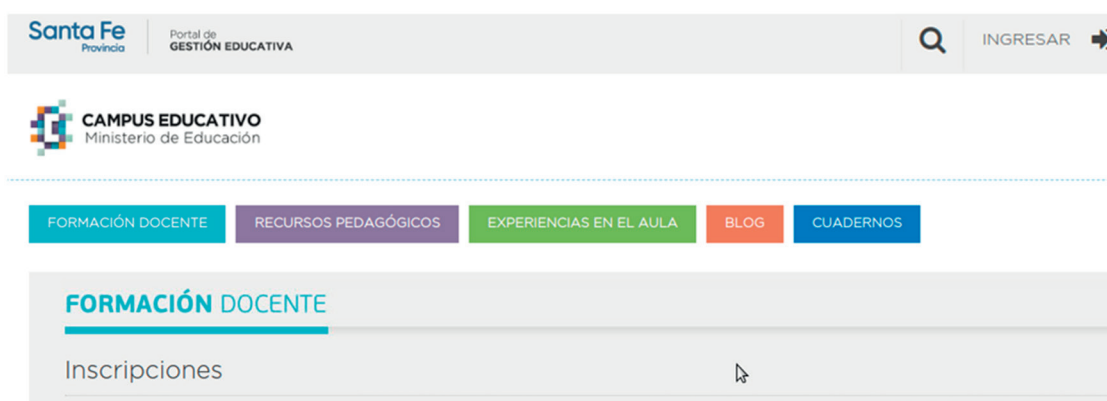 Santa Fe
Provincia
Portal de
GESTIÓN EDUCATIVA
INGRESAR
CAMPUS EDUCATIVO
Ministerio de Educación
FORMACIÓN DOCENTE RECURSOS PEDAGÓGICOS EXPERIENCIAS EN EL AULA BLOG CUADERNOS
FORMACIÓN DOCENTE
Inscripciones